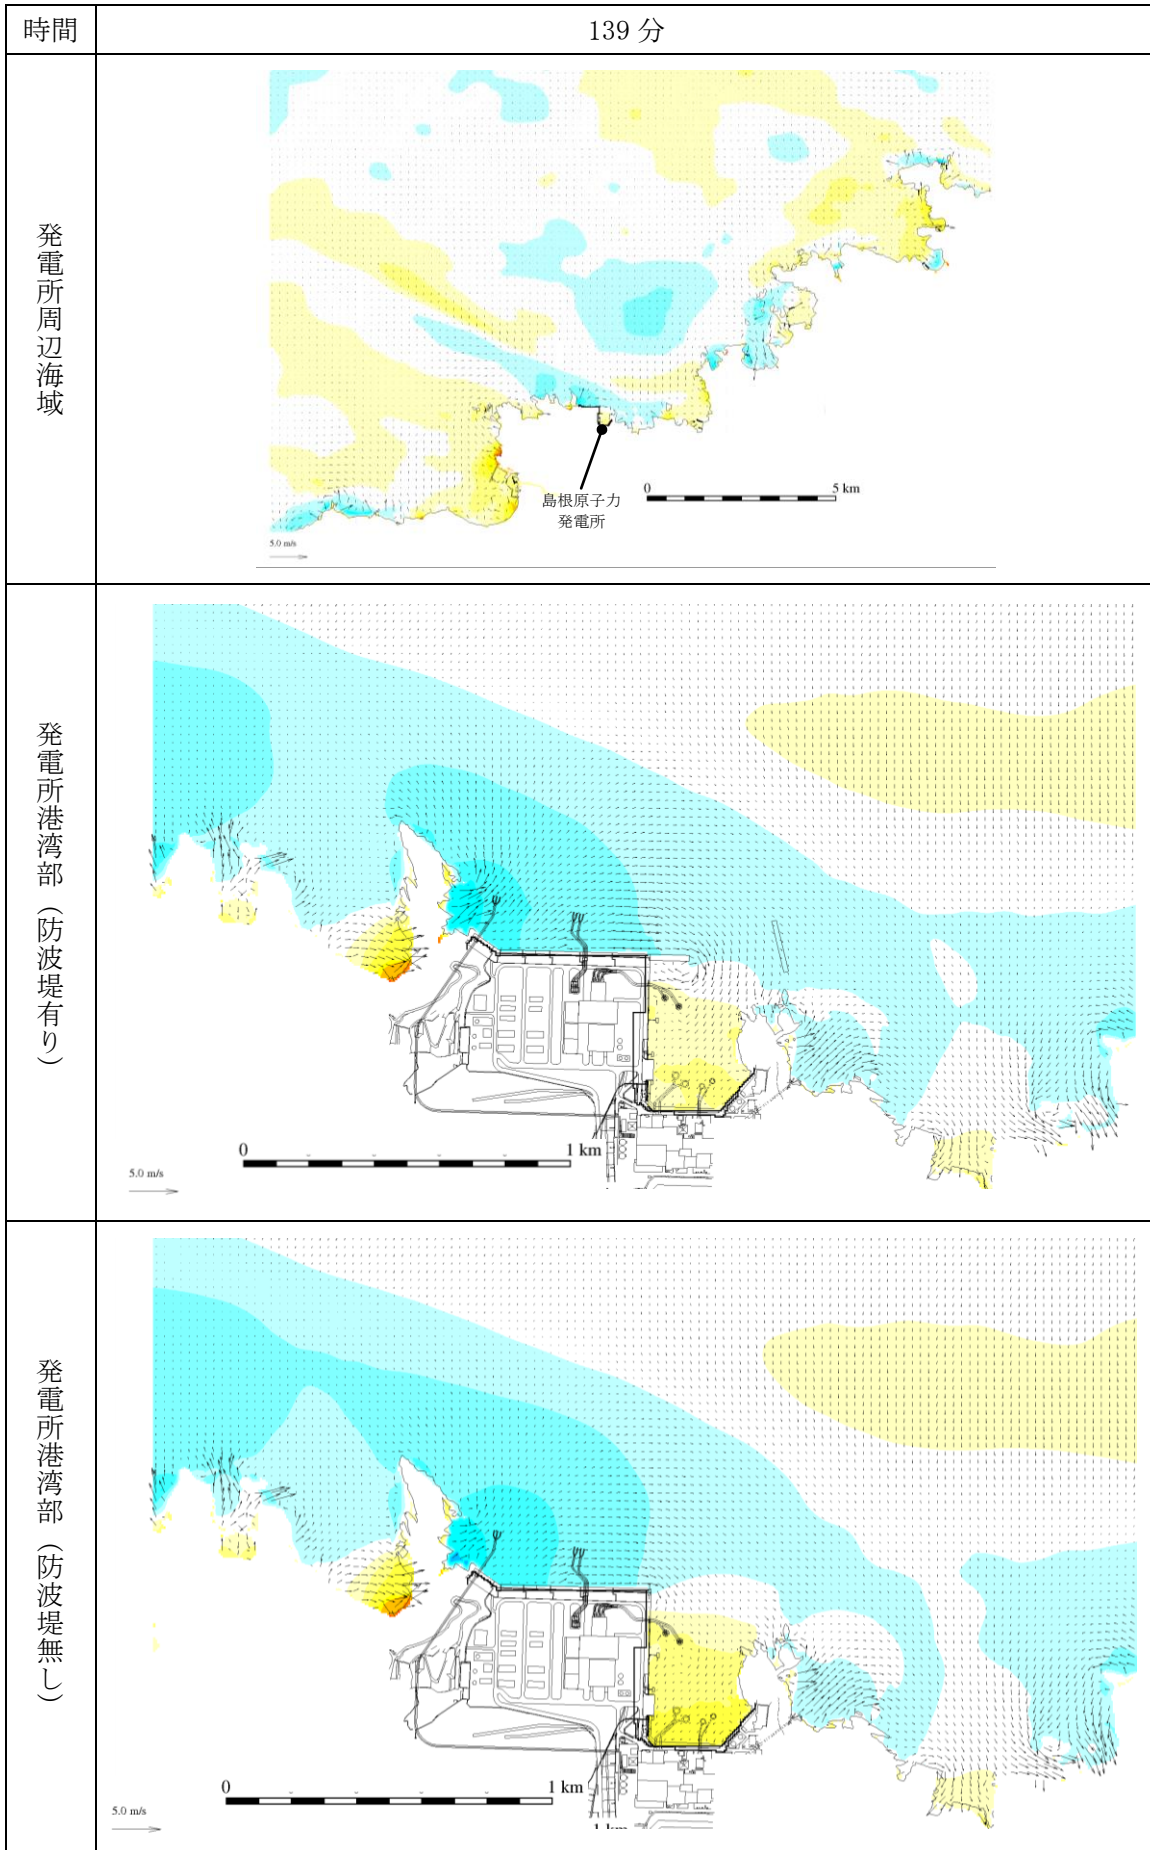 時間
139 分
発電所周辺海域
島根原子力
発電所
0 5 km
5.0 m/s
発電所港湾部（防波堤有り）
0 1 km
5.0 m/s
発電所港湾部（防波堤無し）
0 1 km
5.0 m/s
1 km